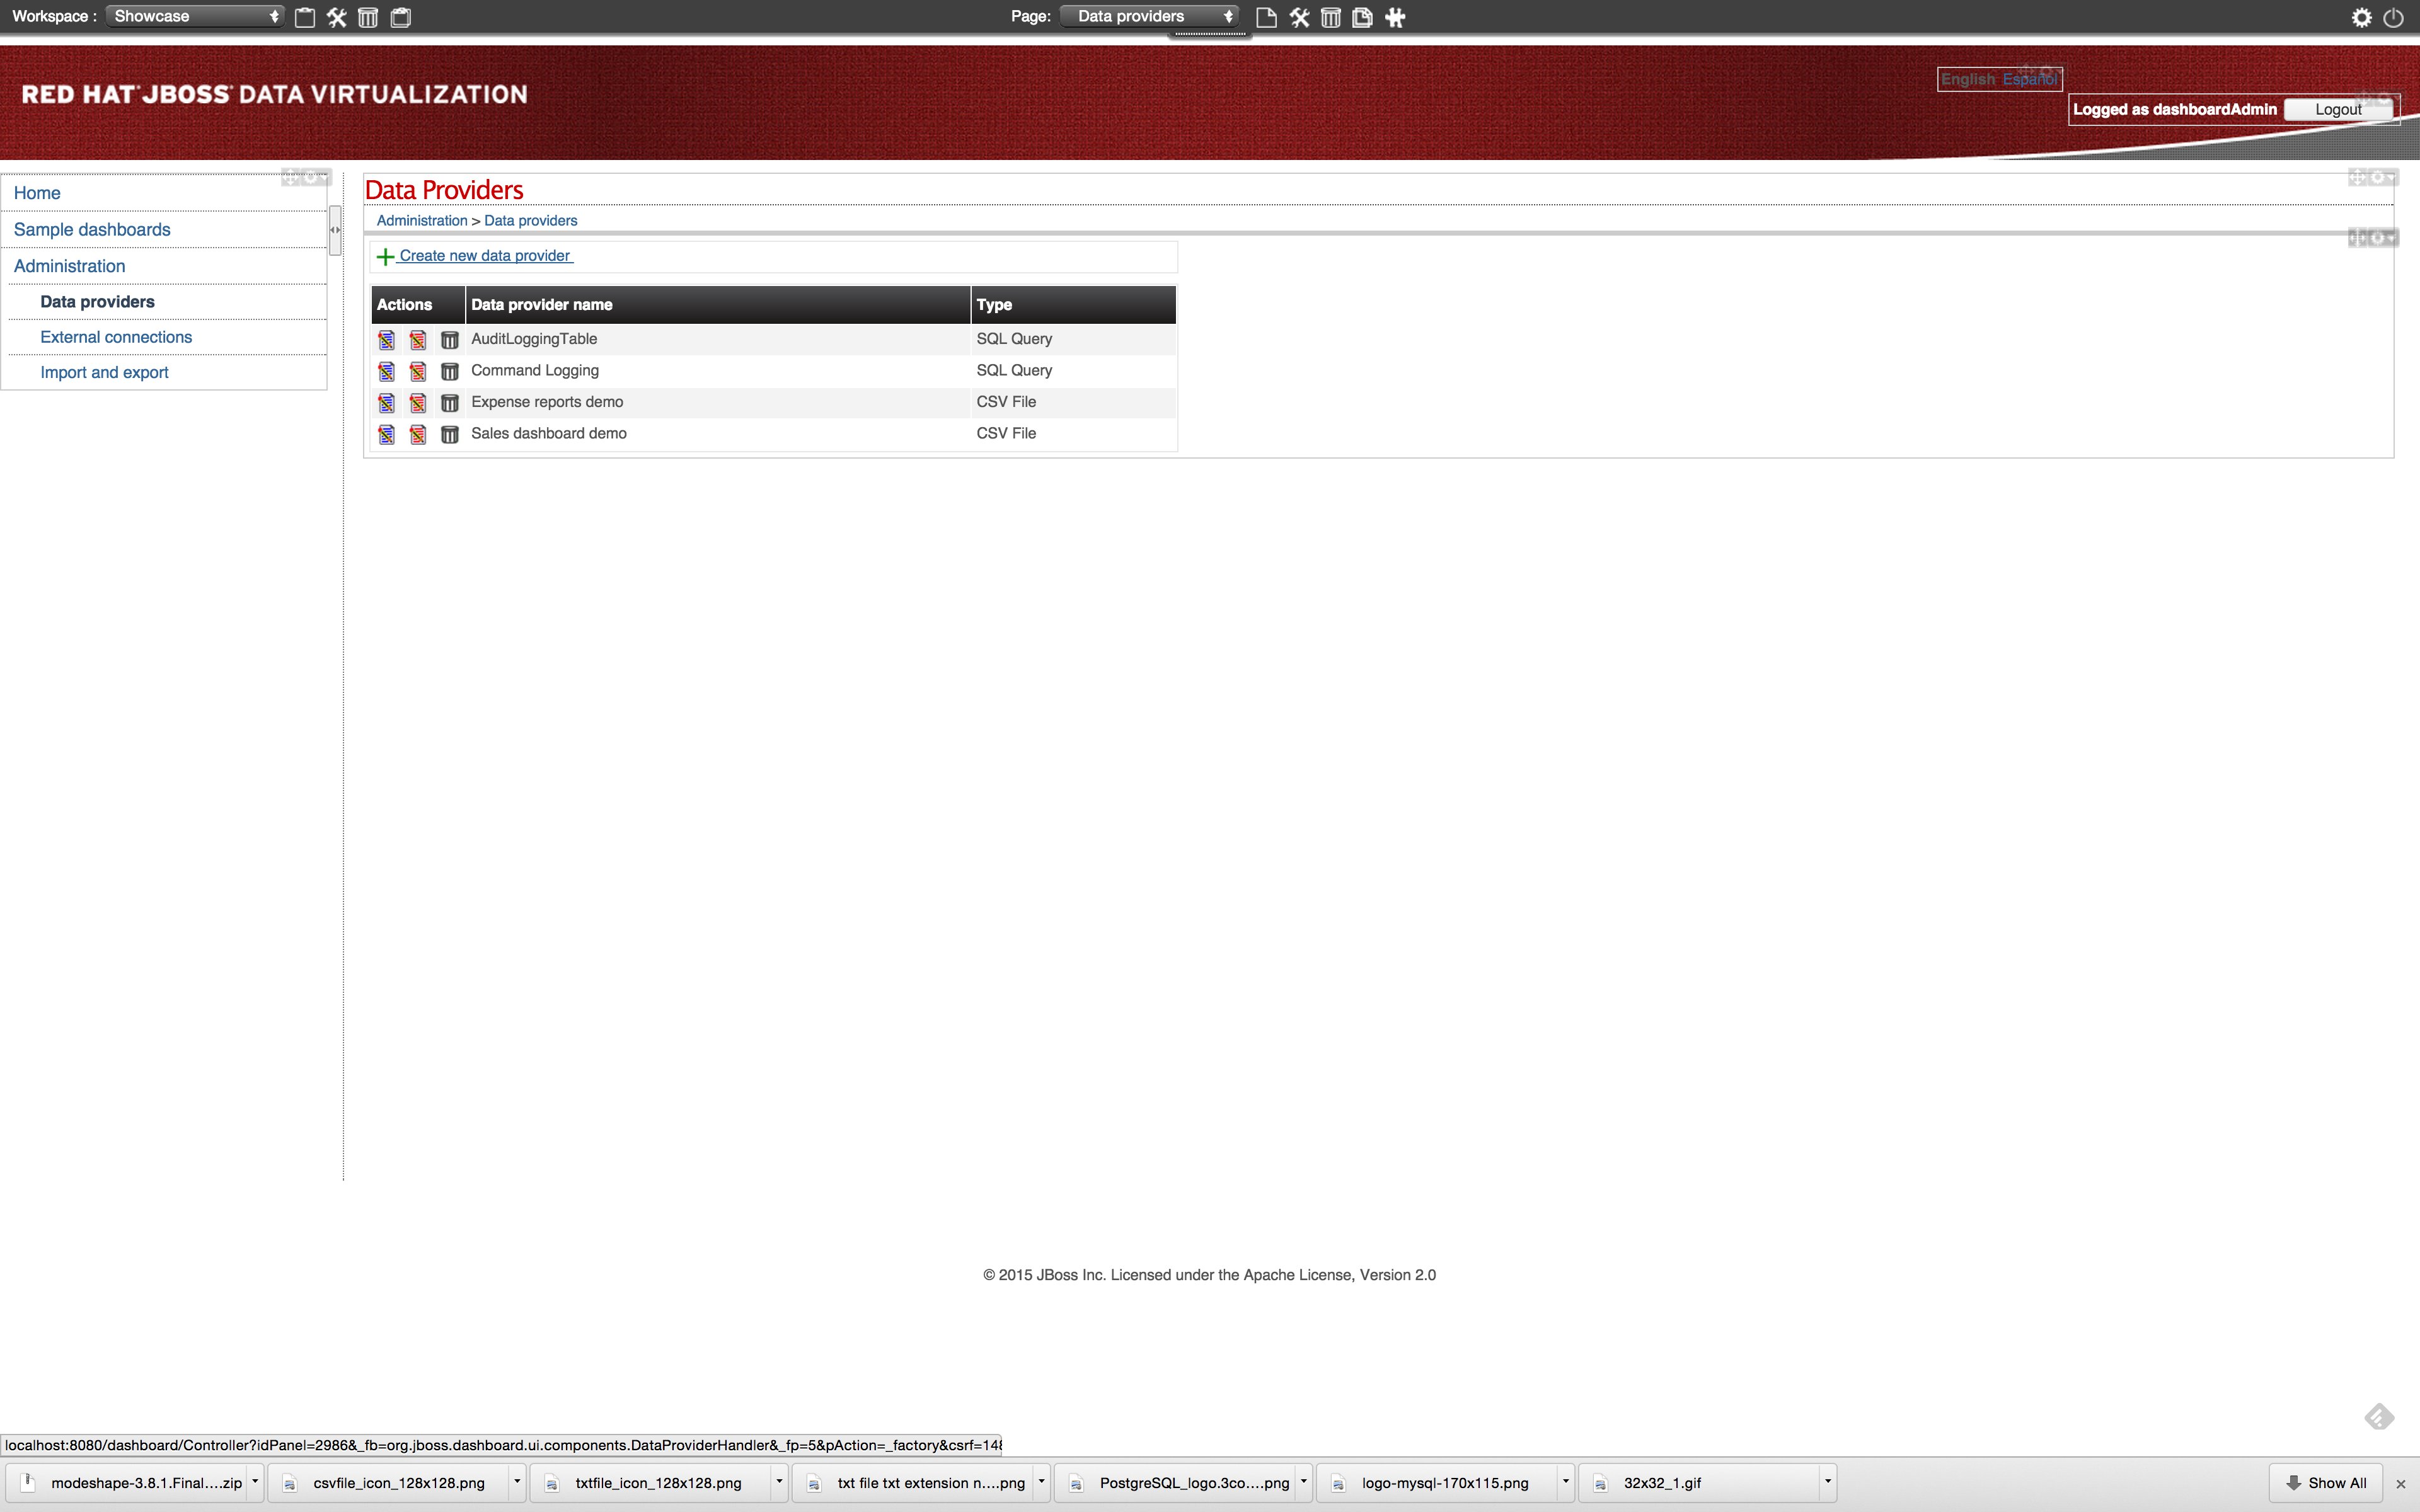 Workspace : Showcase Page: Data providers
RED HAT® JBOSS® DATA VIRTUALIZATION
English Español
Logged as dashboardAdmin Logout
Home
Sample dashboards
Administration
Data providers
External connections
Import and export
Data Providers
Administration > Data providers
Create new data provider
Actions Data provider name Type
AuditLoggingTable SQL Query
Command Logging SQL Query
Expense reports demo CSV File
Sales dashboard demo CSV File
© 2015 JBoss Inc. Licensed under the Apache License, Version 2.0
localhost:8080/dashboard/Controller?idPanel=2986&_fb=org.jboss.dashboard.ui.components.DataProviderHandler&_fp=5&pAction=_factory&csrf=148
modeshape-3.8.1.Final....zip csvfile_icon_128x128.png txtfile_icon_128x128.png txt file txt extension n....png PostgreSQL_logo.3co....png logo-mysql-170x115.png 32x32_1.gif Show All